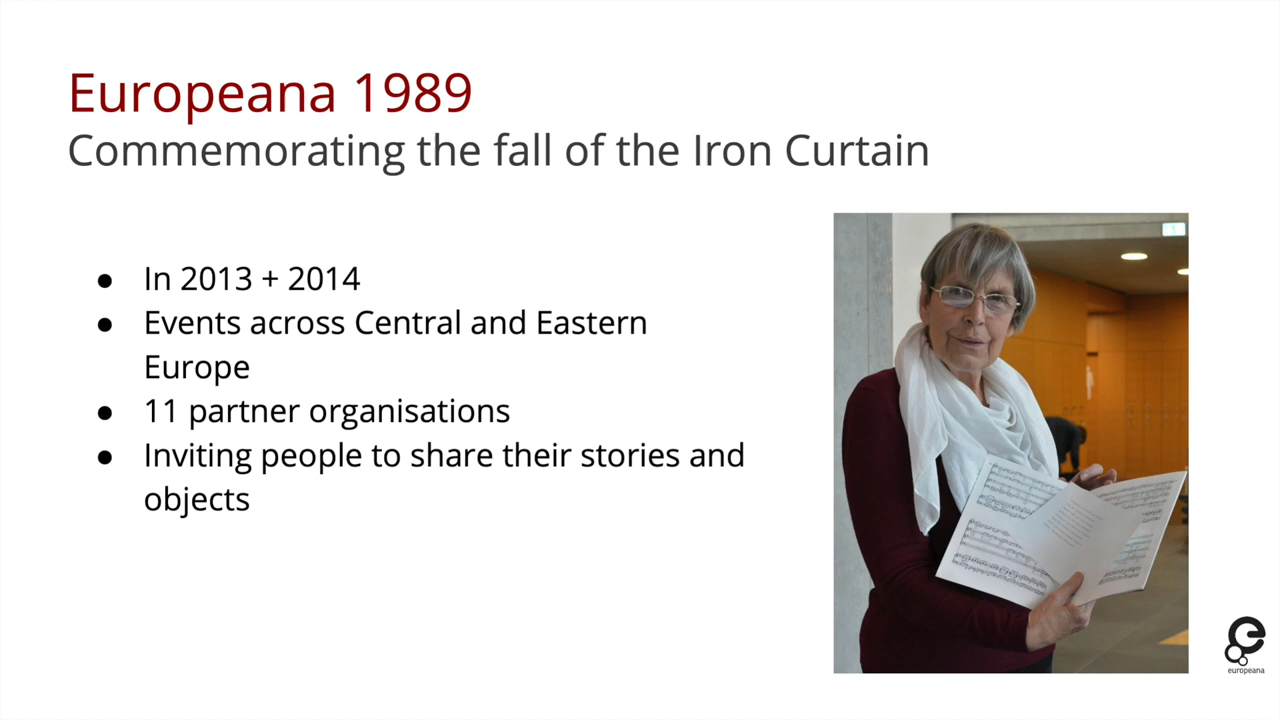 Europeana 1989
Commemorating the fall of the Iron Curtain
● In 2013 + 2014
● Events across Central and Eastern
Europe
● 11 partner organisations
● Inviting people to share their stories and
objects
europeana